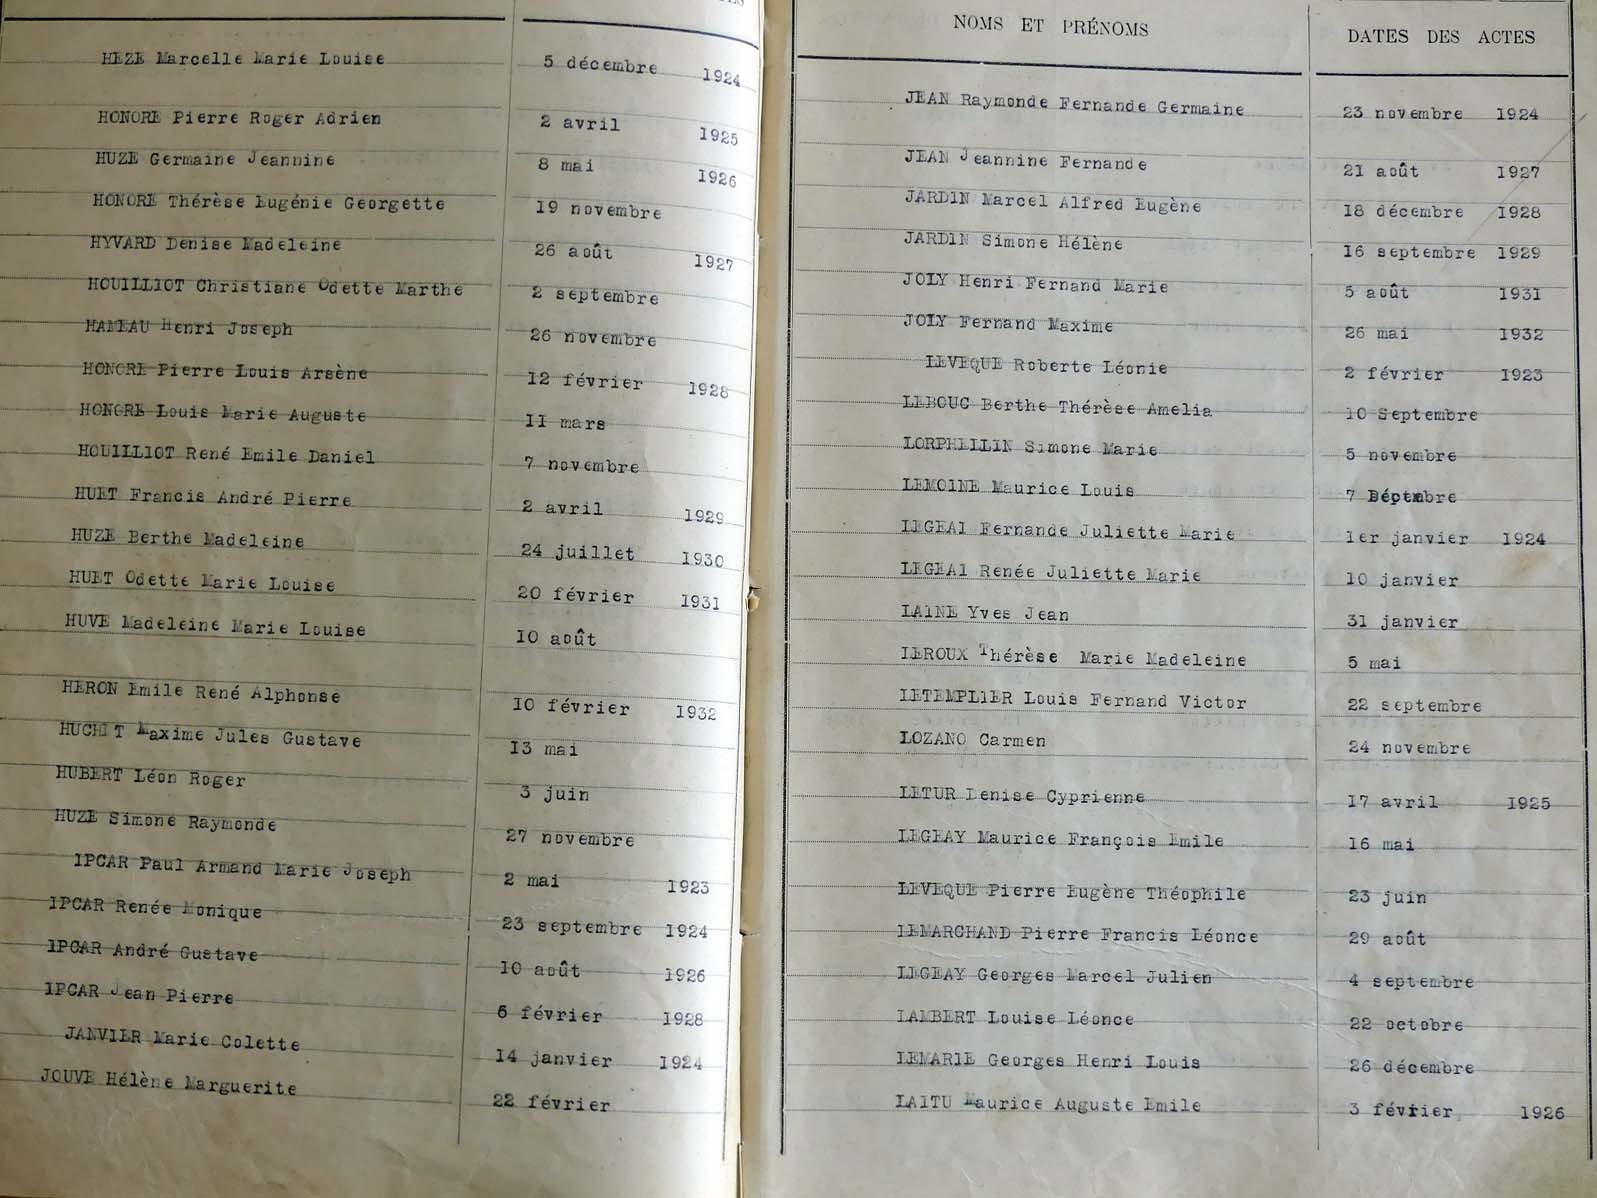 HEZE Marcelle Marie Louise 5 décembre 1924
HONORE Pierre Roger Adrien 2 avril 1925
HUZE Germaine Jeannine 8 mai 1926
HONORE Thérèse Eugénie Georgette 19 novembre
HYVARD Denise Madeleine 26 août 1927
HOUILLIOT Christiane Odette Marthe 2 septembre
HAMEAU Henri Joseph 26 novembre
HONORE Pierre Louis Arsène 12 février 1928
HONORE Louis Marie Auguste 11 mars
HOUILLIOT René Emile Daniel 7 novembre
HUET Francis André Pierre 2 avril 1929
HUZE Berthe Madeleine 24 juillet 1930
HUET Odette Marie Louise 20 février 1931
HUVE Madeleine Marie Louise 10 août
HERON Emile René Alphonse 10 février 1932
HUCHET Maxime Jules Gustave 13 mai
HUBERT Léon Roger 3 juin
HUZE Simone Raymonde 27 novembre
IPCAR Paul Armand Marie Joseph 2 mai 1923
IPCAR Renée Monique 23 septembre 1924
IPCAR André Gustave 10 août 1926
IPCAR Jean Pierre 6 février 1928
JANVIER Marie Colette 14 janvier 1924
JOUVE Hélène Marguerite 22 février
NOMS ET PRÉNOMS DATES DES ACTES
JEAN Raymonde Fernande Germaine 23 novembre 1924
JEAN Jeannine Fernande 21 août 1927
JARDIN Marcel Alfred Eugène 18 décembre 1928
JARDIN Simone Hélène 16 septembre 1929
JOLY Henri Fernand Marie 5 août 1931
JOLY Fernand Maxime 26 mai 1932
LEVEQUE Roberte Léonie 2 février 1923
LEBOUC Berthe Thérèse Amelia 10 Septembre
LORPHELLIN Simone Marie 5 novembre
LEMOINE Maurice Louis 7
LEGEAI Fernande Juliette Marie 1er janvier 1924
LEGEAI Renée Juliette Marie 10 janvier
LAINE Yves Jean 31 janvier
LEROUX Thérèse Marie Madeleine 5 mai
LETEMPLIER Louis Fernand Victor 22 septembre
LOZANO Carmen 24 novembre
LETUR Denise Cyprienne 17 avril 1925
LEGEAY Maurice François Emile 16 mai
LEVEQUE Pierre Eugène Théophile 23 juin
LEMARCHAND Pierre Francis Léonce 29 août
LEGEAY Georges Marcel Julien 4 septembre
LAMBERT Louise Léonce 22 octobre
LEMARIE Georges Henri Louis 26 décembre
LAITU Maurice Auguste Emile 3 février 1926